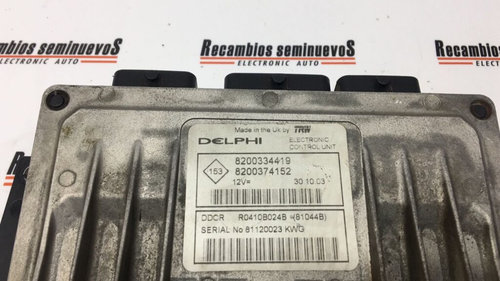 Recambios seminuevoS
ELECTRONIC AUTO
Recambios seminuevoS
ELECTRONIC AUTO
Recambios
ELECTRONIC
Made in the UK by TRW
DELPHI
ELECTRONIC
CONTROL UNIT
153
8200334419
8200374152
12V=
30.10.03
DDCR R0410B024B (81044B)
SERIAL No 81120023 KWG